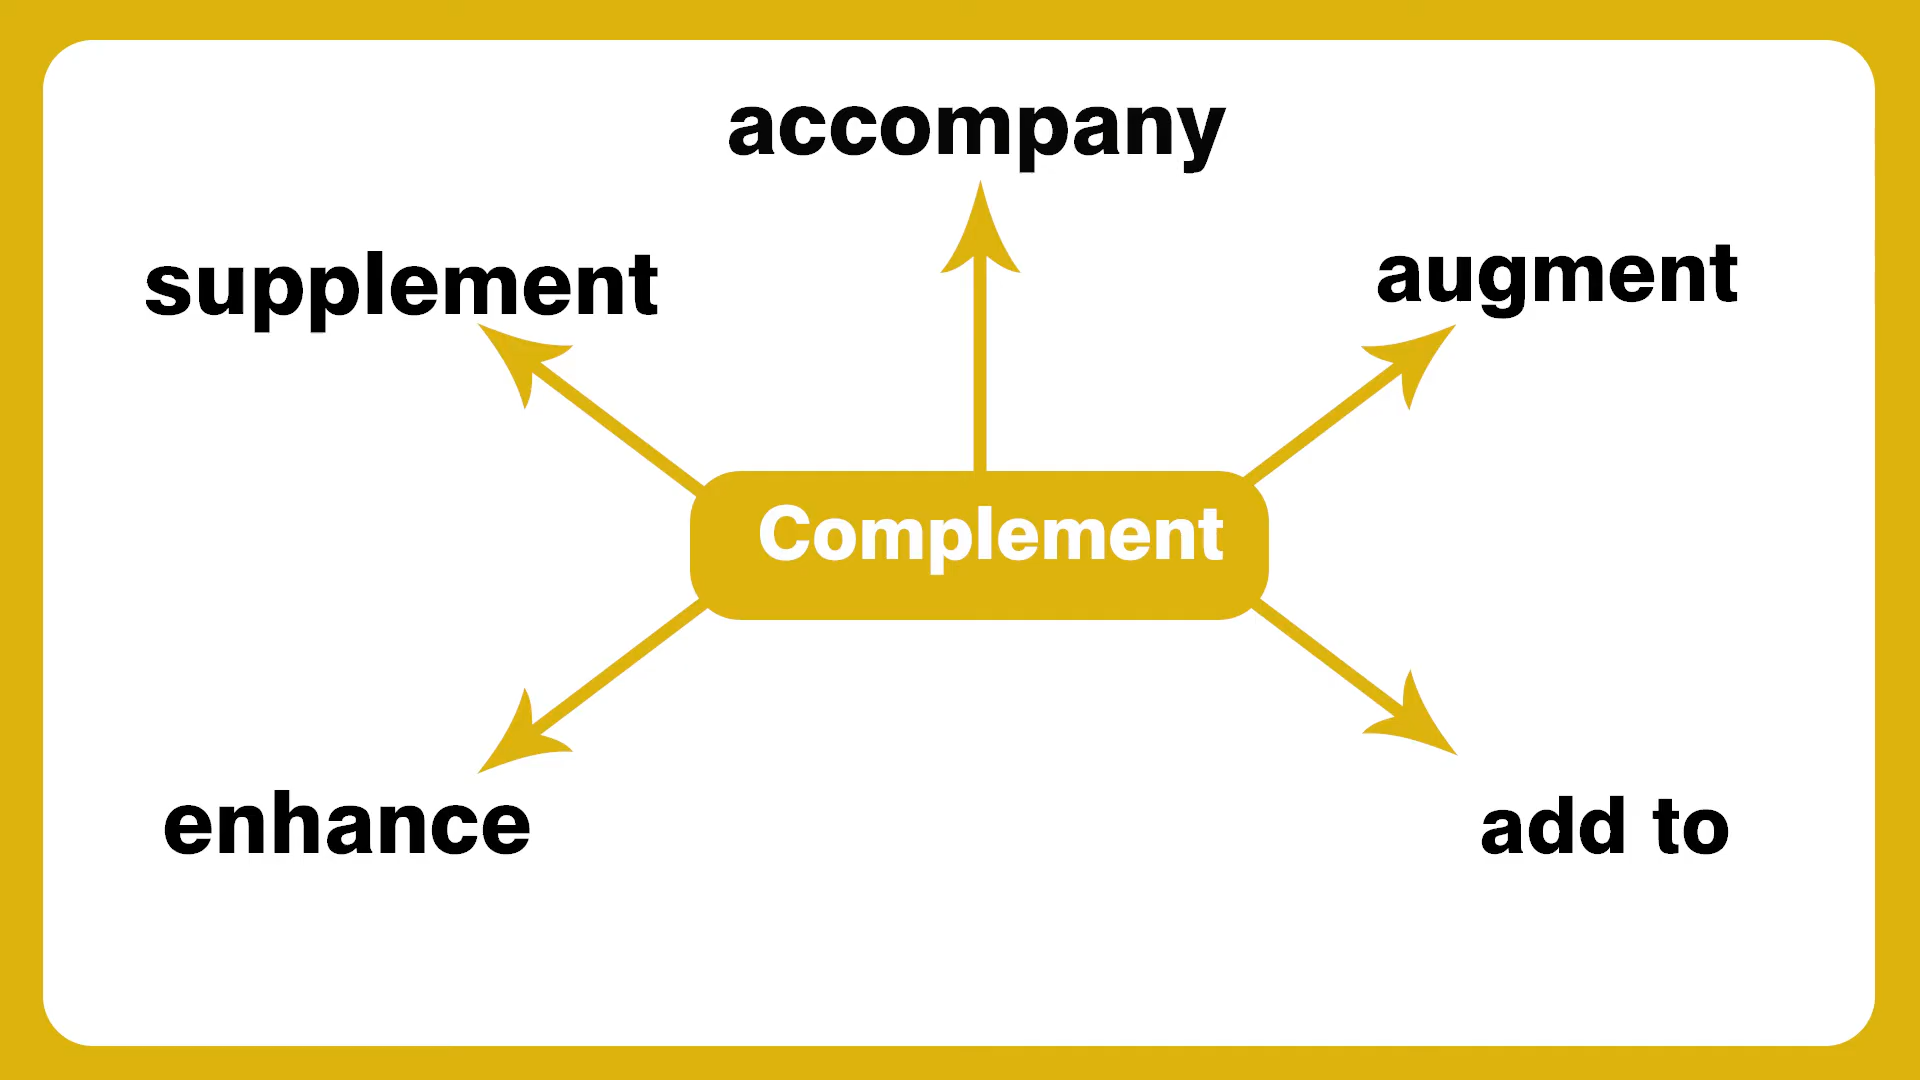 accompany
supplement
augment
Complement
enhance
add to